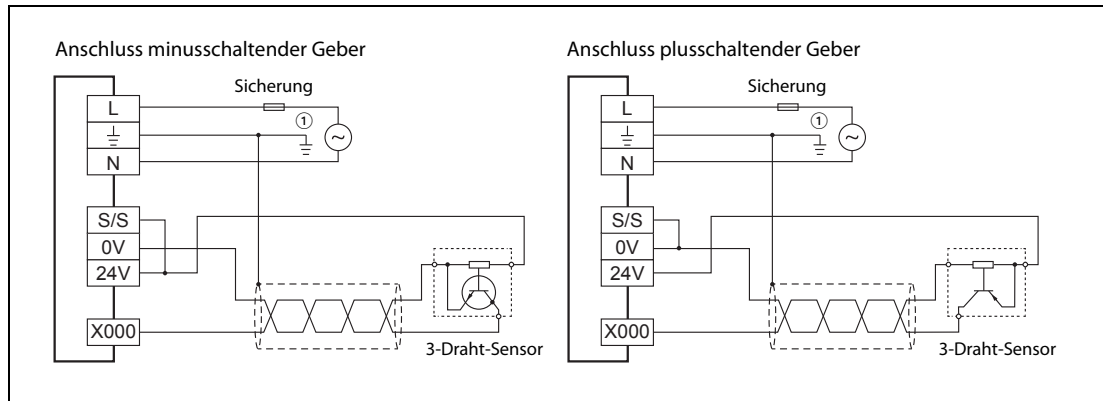 Anschluss minusschaltender Geber
Sicherung
L
1
~
N
S/S
0V
24V
X000
3-Draht-Sensor
Anschluss plusschaltender Geber
Sicherung
L
1
~
N
S/S
0V
24V
X000
3-Draht-Sensor